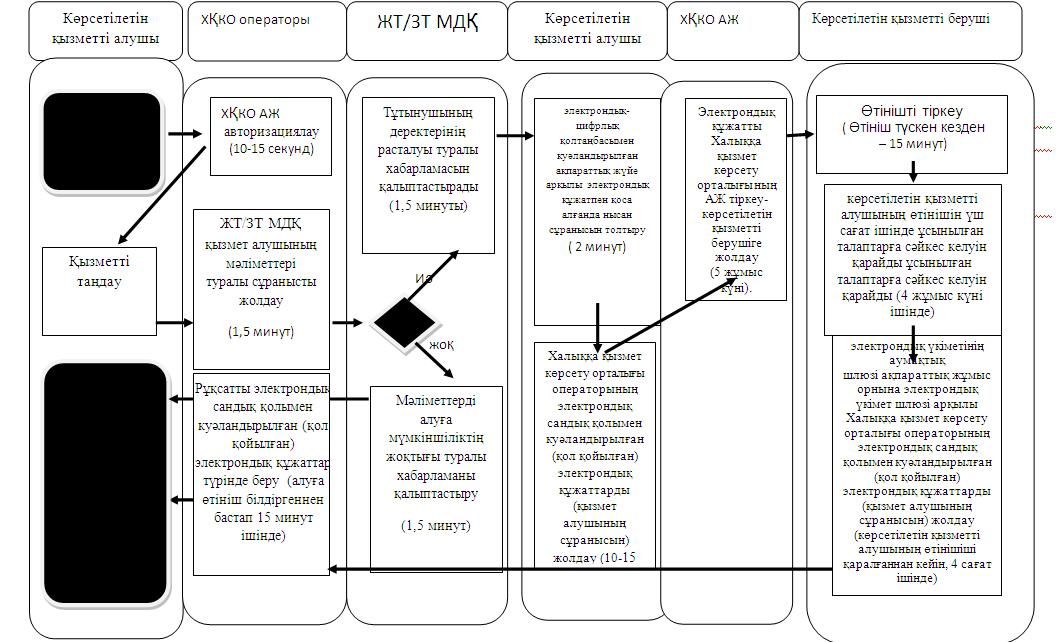 Көрсетілетін
қызметті алушы
ХҚКО операторы
ЖТ/ЗТ МДҚ
Көрсетілетін
қызметті алушы
ХҚКО АЖ
Көрсетілетін қызметті беруші
ХҚКО АЖ
авторизациялау
(10-15 секунд)
Қызметті
таңдау
ЖТ/ЗТ МДҚ
қызмет алушының
мәліметтері
туралы сұранысты
жолдау
(1,5 минут)
Рұқсатты электрондық
сандық қолымен
куәландырылған (қол
қойылған)
электрондық құжаттар
түрінде беру (алуға
өтініш білдіргеннен
бастап 15 минут
ішінде)
Тұтынушының
деректерінің
расталуы туралы
хабарламасын
қалыптастырады
(1,5 минуты)
Ио
жоқ
Мәліметтерді
алуға
мүмкіншіліктің
жоқтығы туралы
хабарламаны
қалыптастыру
(1,5 минут)
электрондық-
цифрлық
қолтанбасымен
куәландырылған
ақпараттық жүйе
арқылы электрондық
құжатпен қоса
алғанда нысан
сұранысын толтыру
( 2 минут)
Халыққа қызмет
көрсету орталығы
операторының
электрондық
сандық қолымен
куәландырылған
(қол қойылған)
электрондық
құжаттарды
(қызмет
алушының
сұранысын)
жолдау (10-15
Электрондық
құжатты
Халыққа
қызмет
көрсету
орталығының
АЖ тіркеу-
көрсетілетін
қызметті
берушіге
жолдау
(5 жұмыс
күні).
Өтінішті тіркеу
( Өтініш түскен кезден
– 15 минут)
көрсетілетін қызметті
алушының өтінішін үш
сағат ішінде ұсынылған
талаптарға сәйкес келуін
қарайды ұсынылған
талаптарға сәйкес келуін
қарайды (4 жұмыс күні
ішінде)
электрондық үкіметінің
аумақтық
шлюзі ақпараттық жұмыс
орнына электрондық
үкімет шлюзі арқылы
Халыққа қызмет көрсету
орталығы операторының
электрондық сандық
қолымен куәландырылған
(қол қойылған)
электрондық құжаттарды
(қызмет алушының
сұранысын) жолдау
(көрсетілетін қызметті
алушының өтінішіші
қаралғаннан кейін, 4 сағат
ішінде)